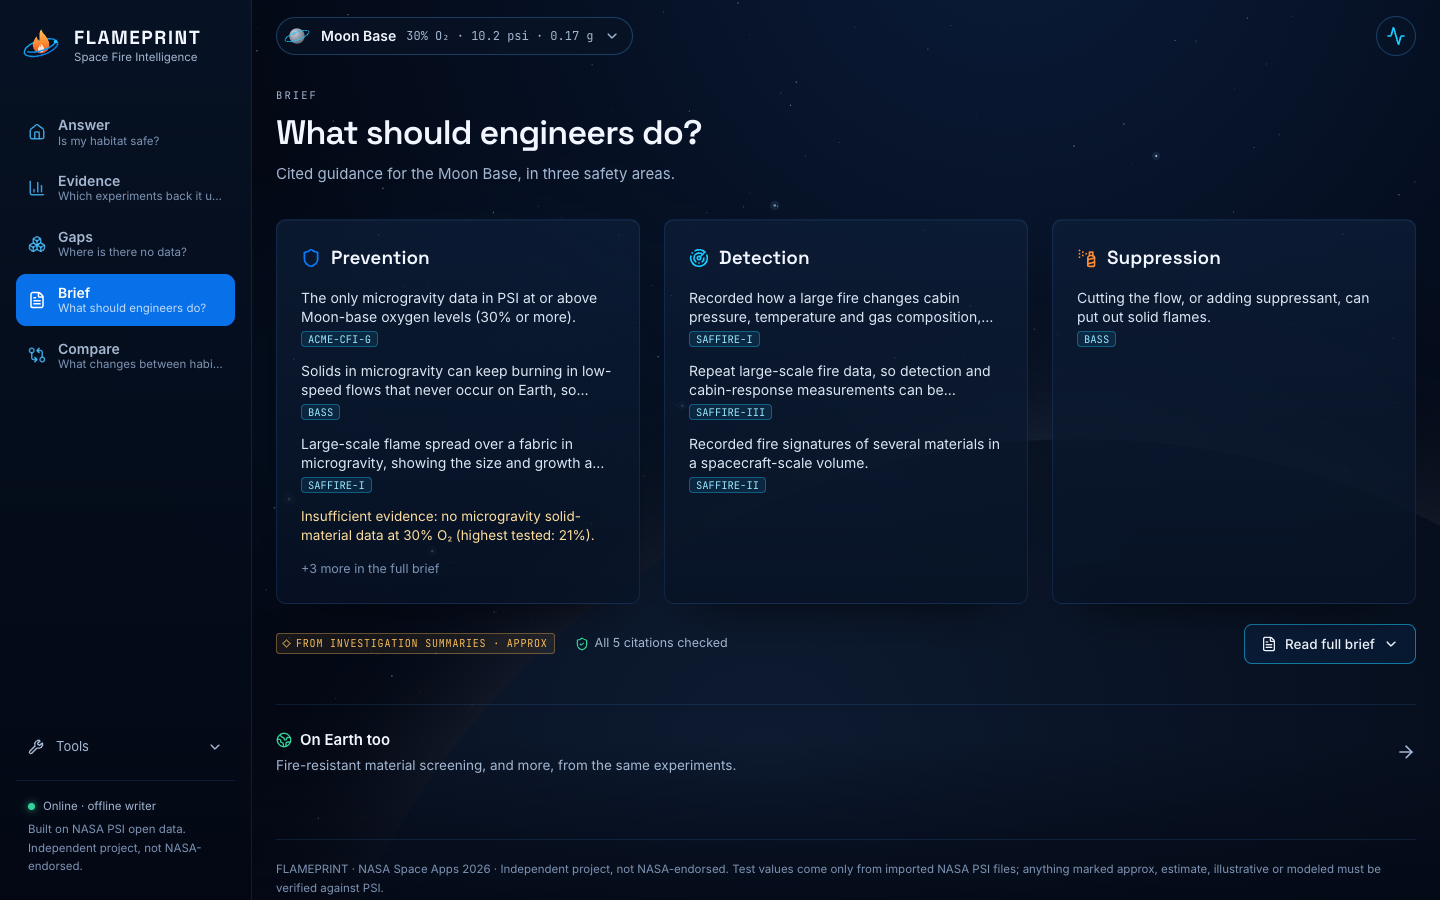 FLAMEPRINT
Space Fire Intelligence
Answer
Is my habitat safe?
Evidence
Which experiments back it u...
Gaps
Where is there no data?
Brief
What should engineers do?
Compare
What changes between habi...
Tools
Online · offline writer
Built on NASA PSI open data.
Independent project, not NASA-
endorsed.
Moon Base 30% O₂ · 10.2 psi · 0.17 g
BRIEF
What should engineers do?
Cited guidance for the Moon Base, in three safety areas.
Prevention
The only microgravity data in PSI at or above
Moon-base oxygen levels (30% or more).
ACME-CFI-G
Solids in microgravity can keep burning in low-
speed flows that never occur on Earth, so...
BASS
Large-scale flame spread over a fabric in
microgravity, showing the size and growth a...
SAFFIRE-I
Insufficient evidence: no microgravity solid-
material data at 30% O₂ (highest tested: 21%).
+3 more in the full brief
Detection
Recorded how a large fire changes cabin
pressure, temperature and gas composition,...
SAFFIRE-I
Repeat large-scale fire data, so detection and
cabin-response measurements can be...
SAFFIRE-III
Recorded fire signatures of several materials in
a spacecraft-scale volume.
SAFFIRE-II
Suppression
Cutting the flow, or adding suppressant, can
put out solid flames.
BASS
FROM INVESTIGATION SUMMARIES · APPROX
All 5 citations checked
Read full brief
On Earth too
Fire-resistant material screening, and more, from the same experiments.
FLAMEPRINT · NASA Space Apps 2026 · Independent project, not NASA-endorsed. Test values come only from imported NASA PSI files; anything marked approx, estimate, illustrative or modeled must be
verified against PSI.